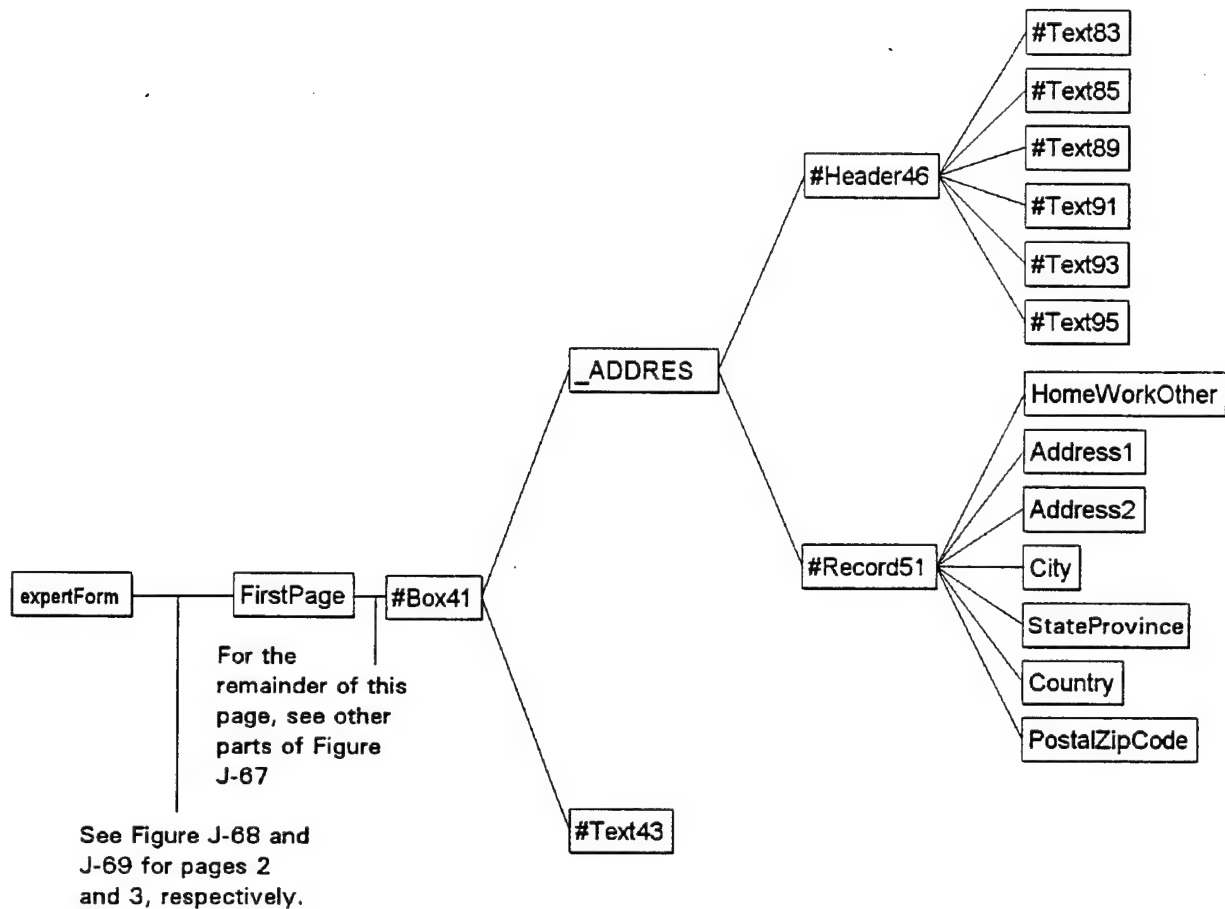 #Text83
#Text85
#Text89
#Header46
#Text91
#Text93
#Text95
_ADDRES
HomeWorkOther
Address1
Address2
#Record51
City
StateProvince
Country
PostalZipCode
expertForm
FirstPage
#Box41
For the
remainder of this
page, see other
parts of Figure
J-67
#Text43
See Figure J-68 and
J-69 for pages 2
and 3, respectively.